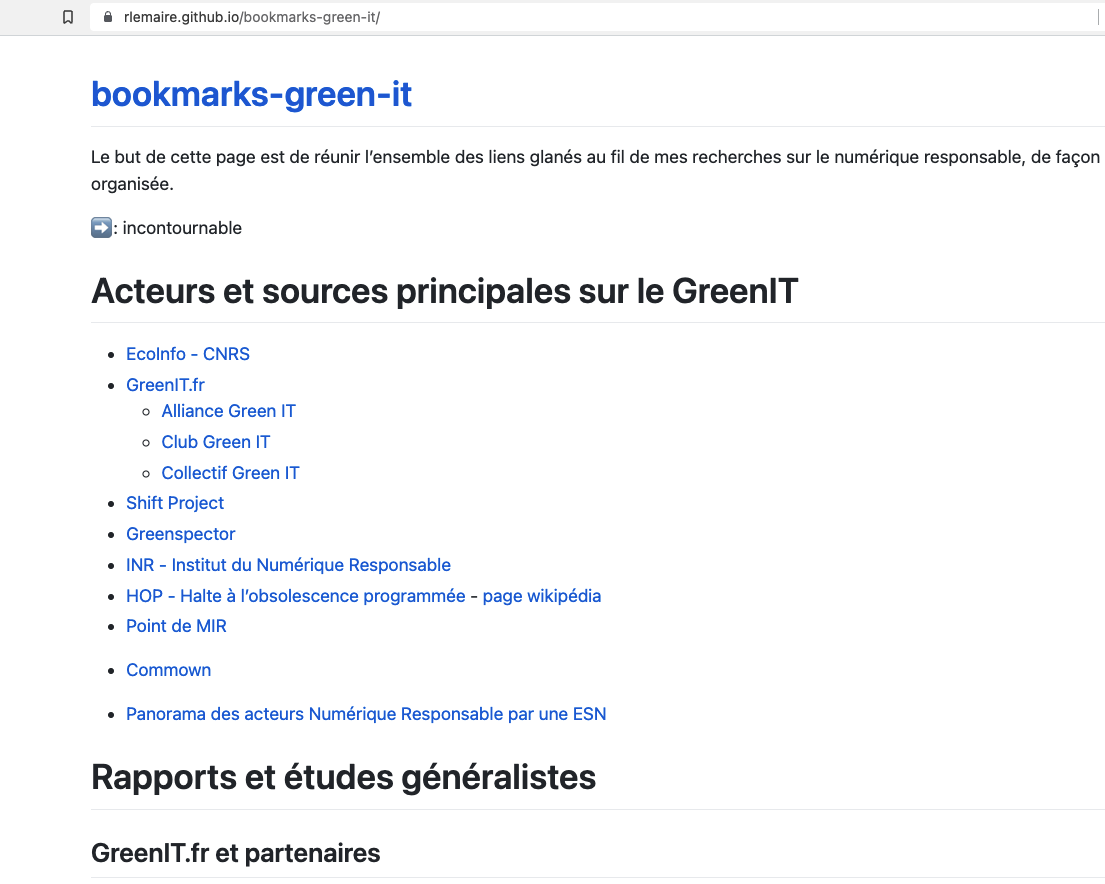 rlemaire.github.io/bookmarks-green-it/
bookmarks-green-it
Le but de cette page est de réunir l’ensemble des liens glanés au fil de mes recherches sur le numérique responsable, de façon
organisée.
➡️: incontournable
Acteurs et sources principales sur le GreenIT
EcoInfo - CNRS
GreenIT.fr
Alliance Green IT
Club Green IT
Collectif Green IT
Shift Project
Greenspector
INR - Institut du Numérique Responsable
HOP - Halte à l’obsolescence programmée - page wikipédia
Point de MIR
Commown
Panorama des acteurs Numérique Responsable par une ESN
Rapports et études généralistes
GreenIT.fr et partenaires